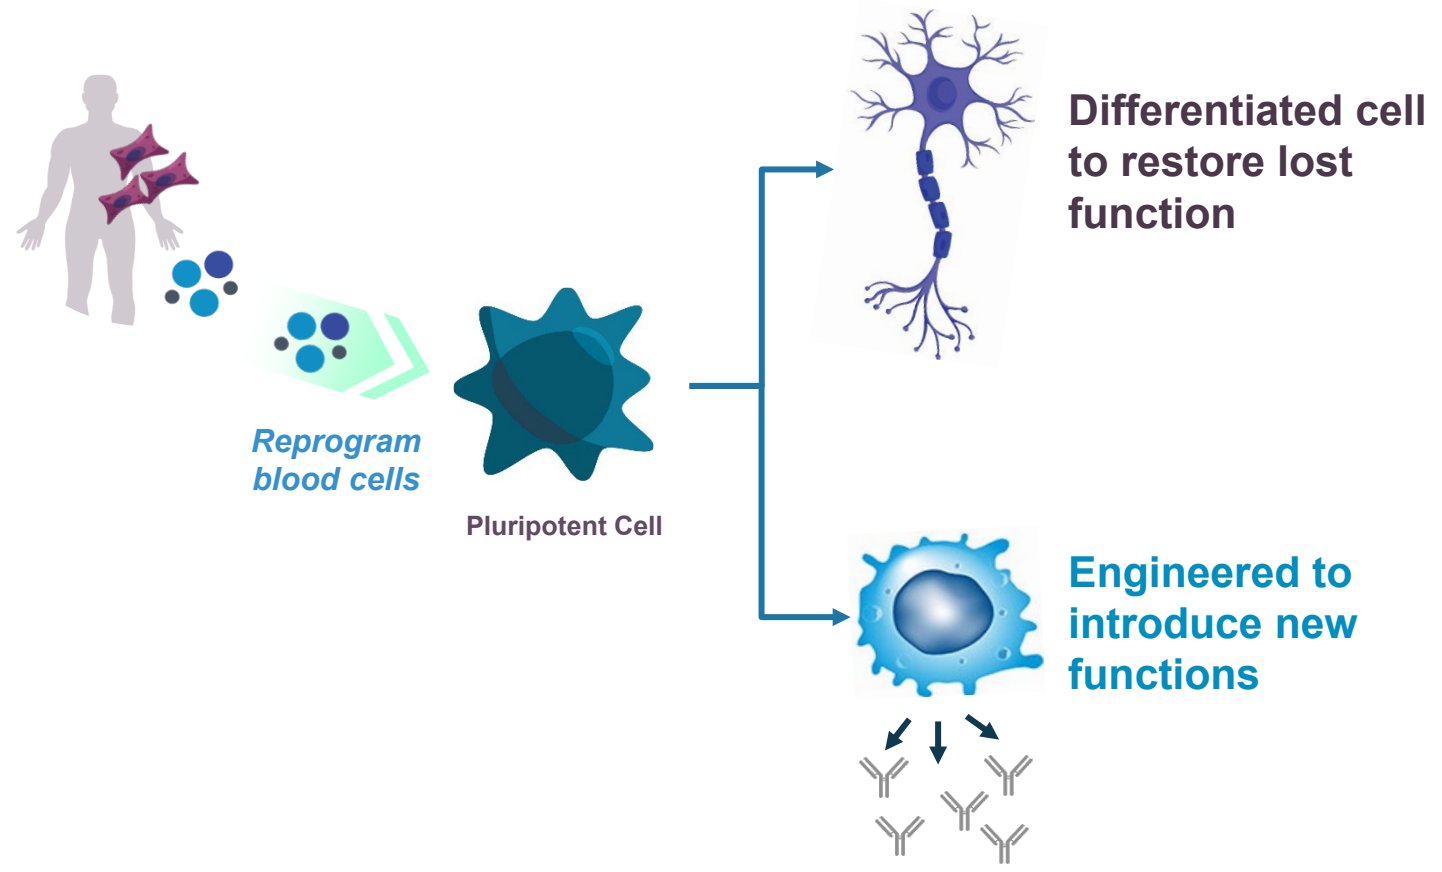 Differentiated cell
to restore lost
function
Reprogram
blood cells
Pluripotent Cell
Engineered to
introduce new
functions